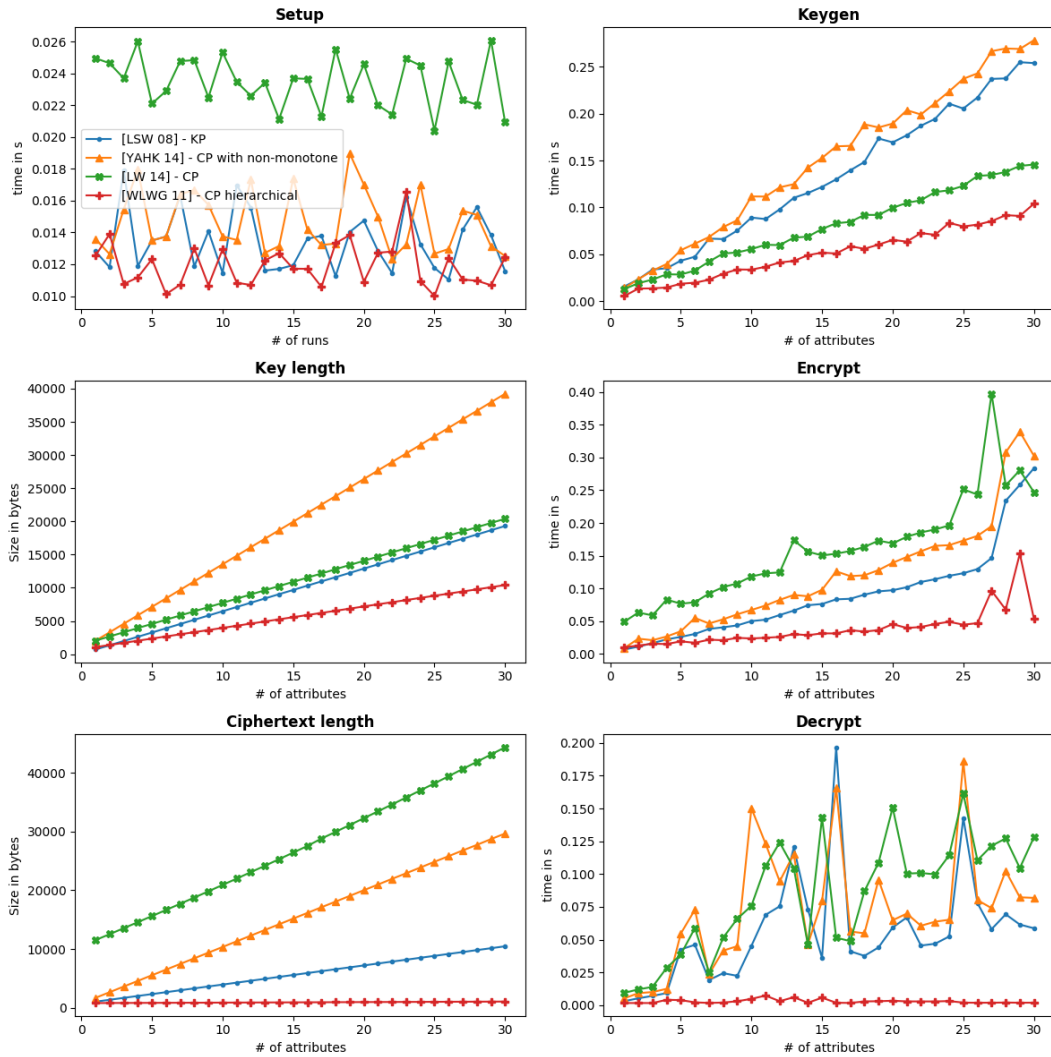 Setup
time in s
0.026
0.024
0.022
0.020
0.018
0.016
0.014
0.012
0.010
[LSW 08] - KP
[YAHK 14] - CP with non-monotone
[LW 14] - CP
[WLWG 11] - CP hierarchical
0 5 10 15 20 25 30
# of runs
Keygen
time in s
0.25
0.20
0.15
0.10
0.05
0.00
0 5 10 15 20 25 30
# of attributes
Key length
Size in bytes
40000
35000
30000
25000
20000
15000
10000
5000
0
0 5 10 15 20 25 30
# of attributes
Encrypt
time in s
0.40
0.35
0.30
0.25
0.20
0.15
0.10
0.05
0.00
0 5 10 15 20 25 30
# of attributes
Ciphertext length
Size in bytes
40000
30000
20000
10000
0
0 5 10 15 20 25 30
# of attributes
Decrypt
time in s
0.200
0.175
0.150
0.125
0.100
0.075
0.050
0.025
0.000
0 5 10 15 20 25 30
# of attributes